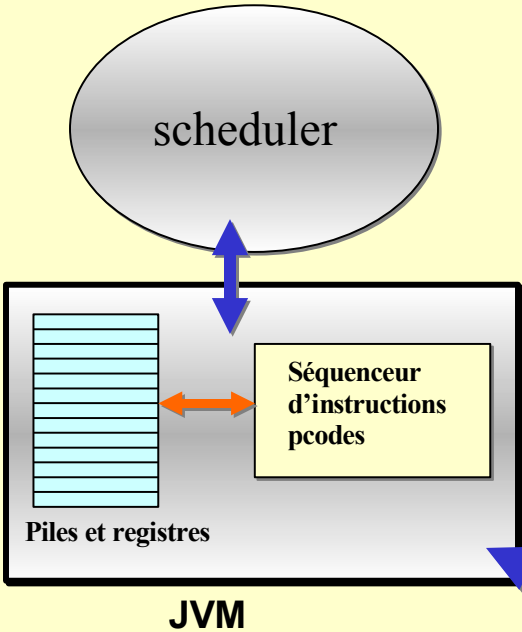 scheduler
Séquenceur
d’instructions
pcodes
Piles et registres
JVM